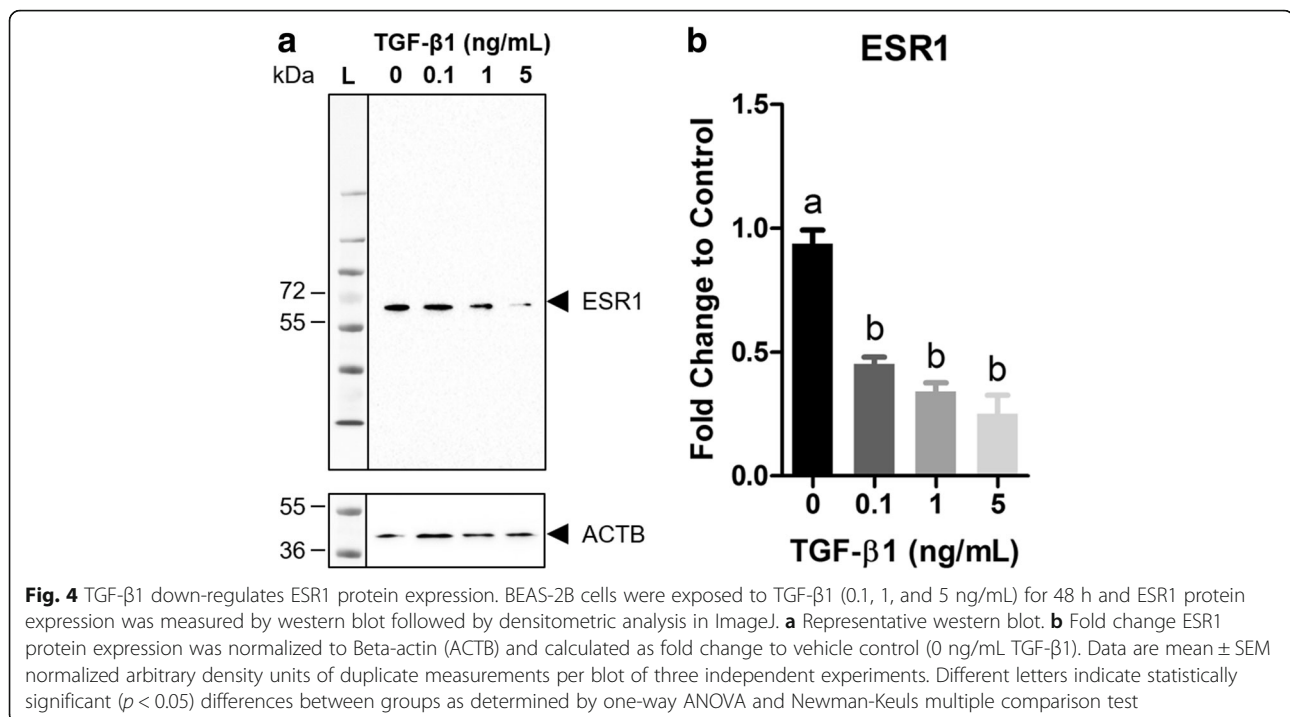 a
TGF-β1 (ng/mL)
kDa L 0 0.1 1 5
72
55
ESR1
55
36
ACTB
b
ESR1
Fold Change to Control
1.5
1.0
0.5
0.0
a
b
b
b
0 0.1 1 5
TGF-β1 (ng/mL)
Fig. 4 TGF-β1 down-regulates ESR1 protein expression. BEAS-2B cells were exposed to TGF-β1 (0.1, 1, and 5 ng/mL) for 48 h and ESR1 protein
expression was measured by western blot followed by densitometric analysis in ImageJ. a Representative western blot. b Fold change ESR1
protein expression was normalized to Beta-actin (ACTB) and calculated as fold change to vehicle control (0 ng/mL TGF-β1). Data are mean ± SEM
normalized arbitrary density units of duplicate measurements per blot of three independent experiments. Different letters indicate statistically
significant (p < 0.05) differences between groups as determined by one-way ANOVA and Newman-Keuls multiple comparison test